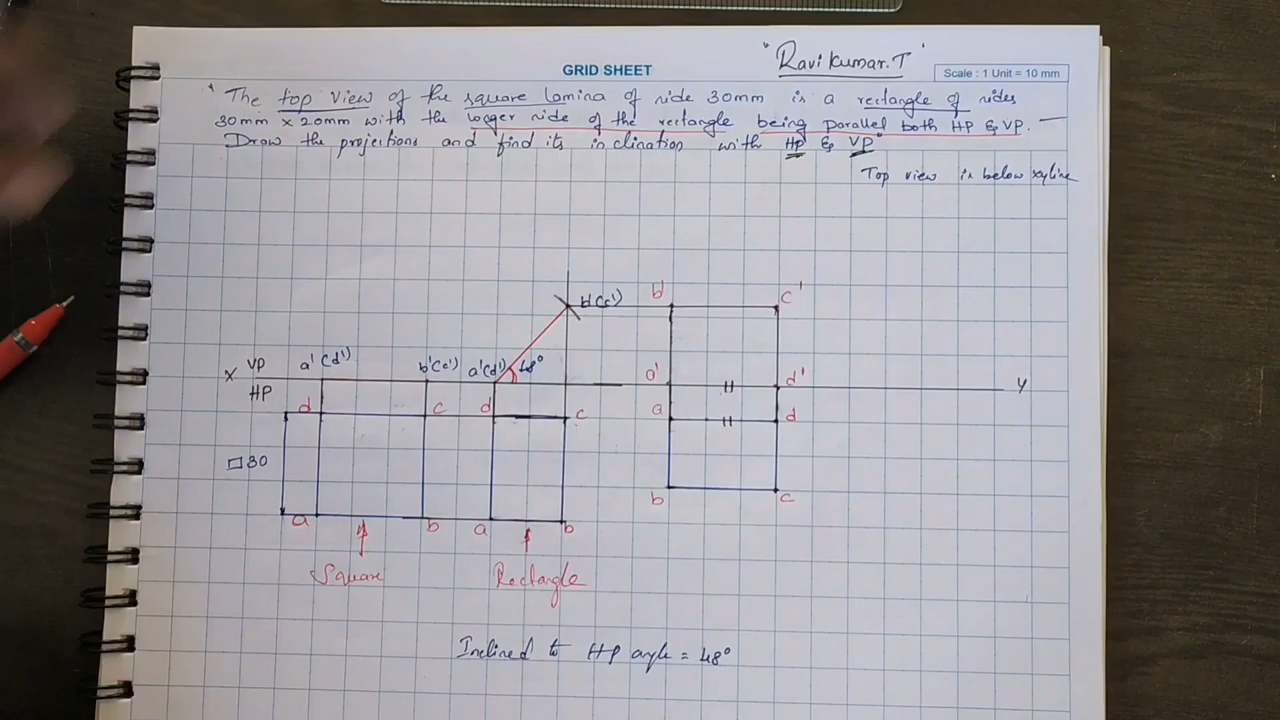 "Ravi Kumar.T"
GRID SHEET
Scale : 1 Unit = 10 mm
" The top view of the square lamina of side 30mm is a rectangle of sides
30mm x 20mm with the longer side of the rectangle being parallel both HP & VP.
Draw the projections and find its inclination with HP & VP"
Top view is below xyline
b'(c') b' c'
X VP a'(d') b'(c') a'(d') 48° a' d' y
HP d c d c a d
□30
b c
a b a b
Square Rectangle
Inclined to HP angle = 48°